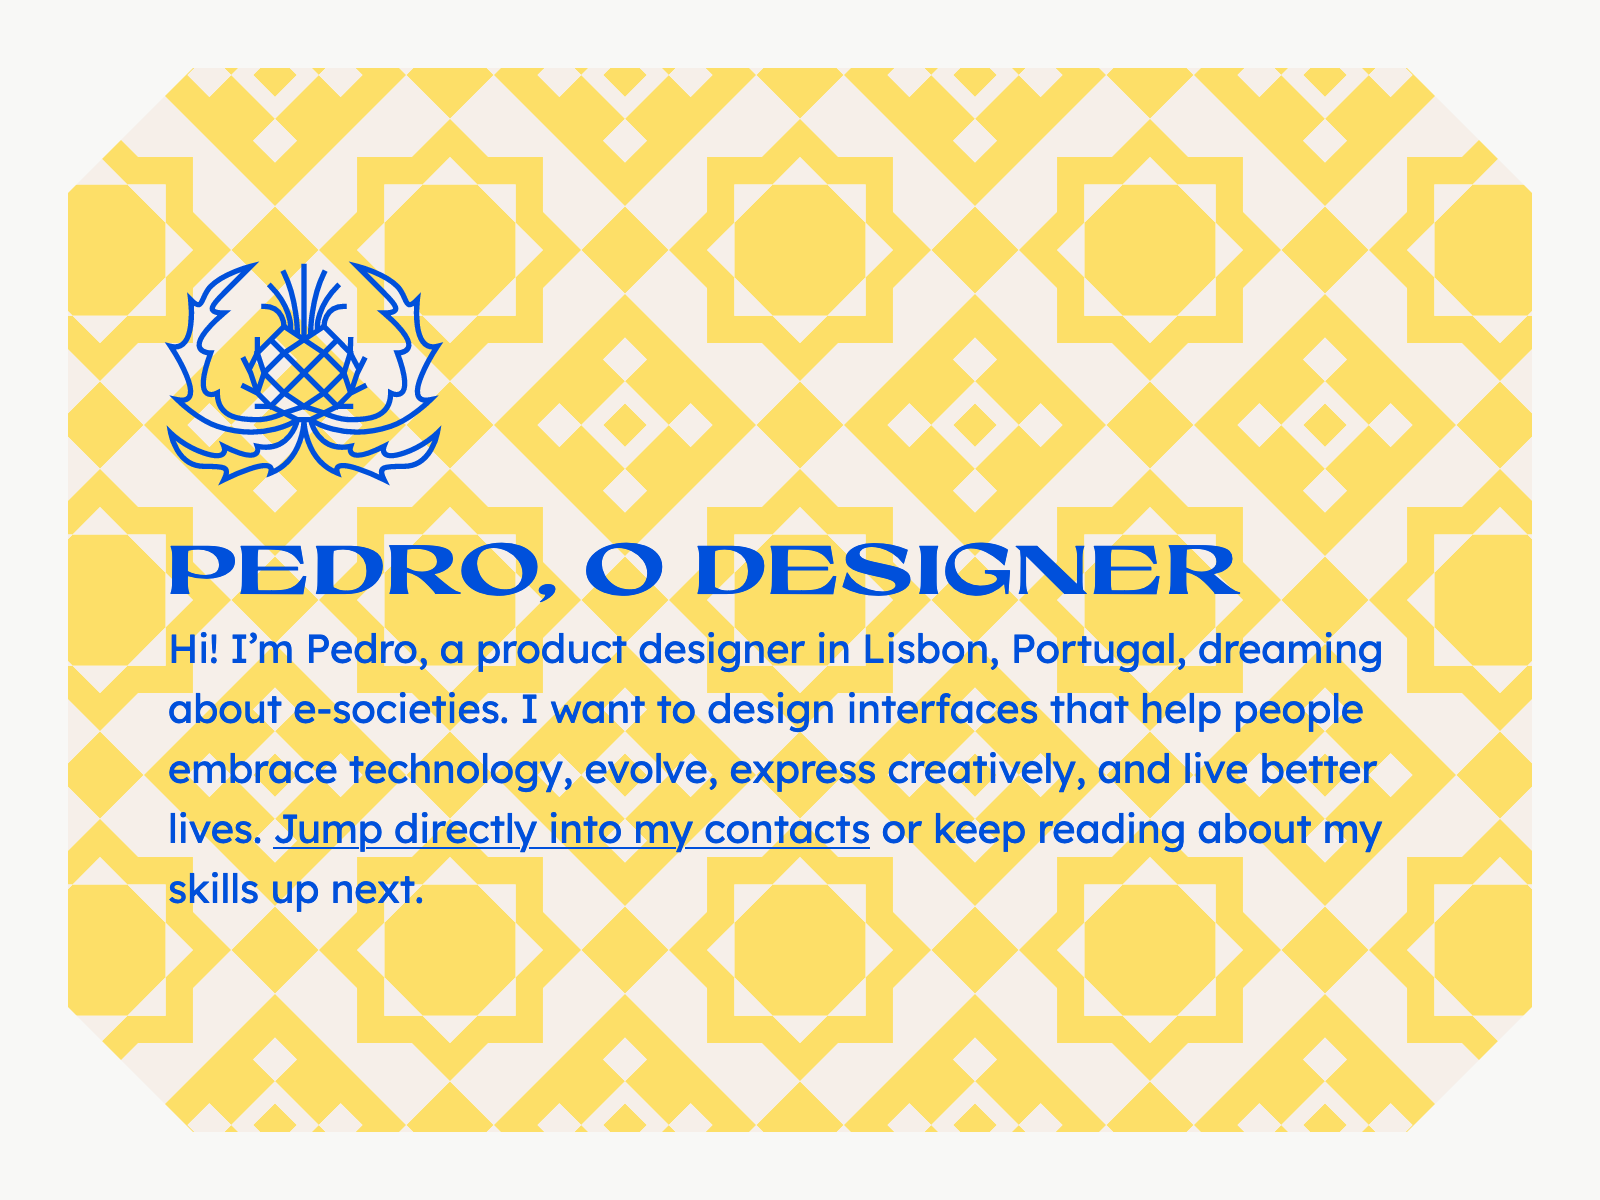 PEDRO, O DESIGNER
Hi! I’m Pedro, a product designer in Lisbon, Portugal, dreaming
about e-societies. I want to design interfaces that help people
embrace technology, evolve, express creatively, and live better
lives. Jump directly into my contacts or keep reading about my
skills up next.